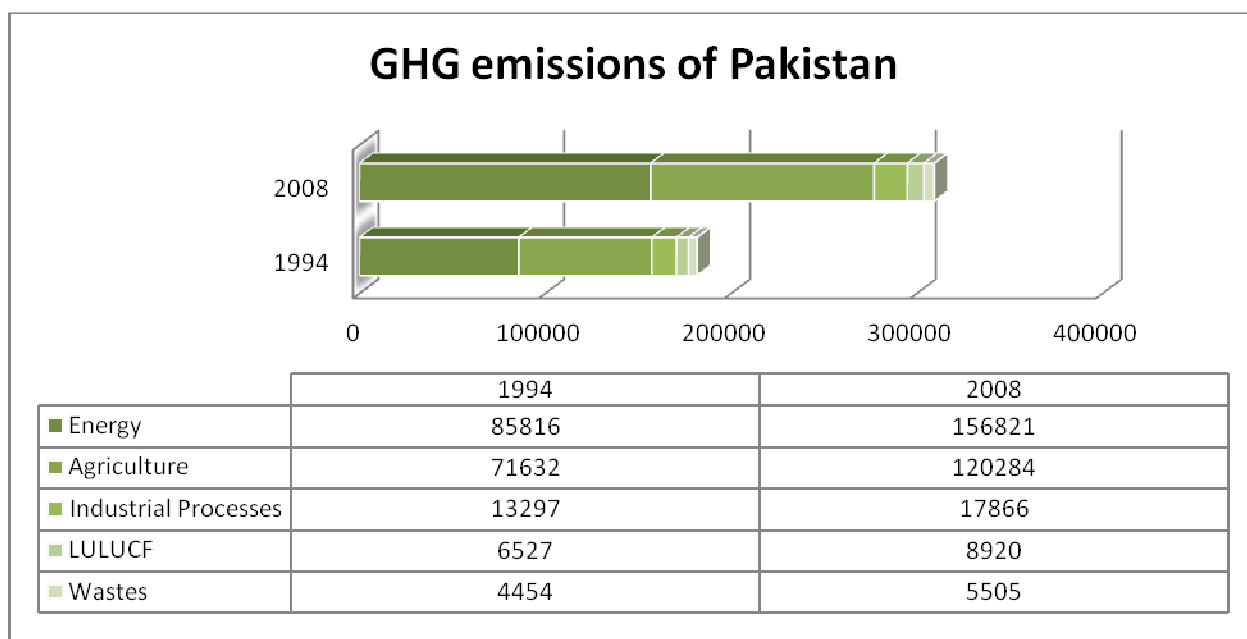 GHG emissions of Pakistan
2008
1994
0 100000 200000 300000 400000
1994 2008
Energy 85816 156821
Agriculture 71632 120284
Industrial Processes 13297 17866
LULUCF 6527 8920
Wastes 4454 5505